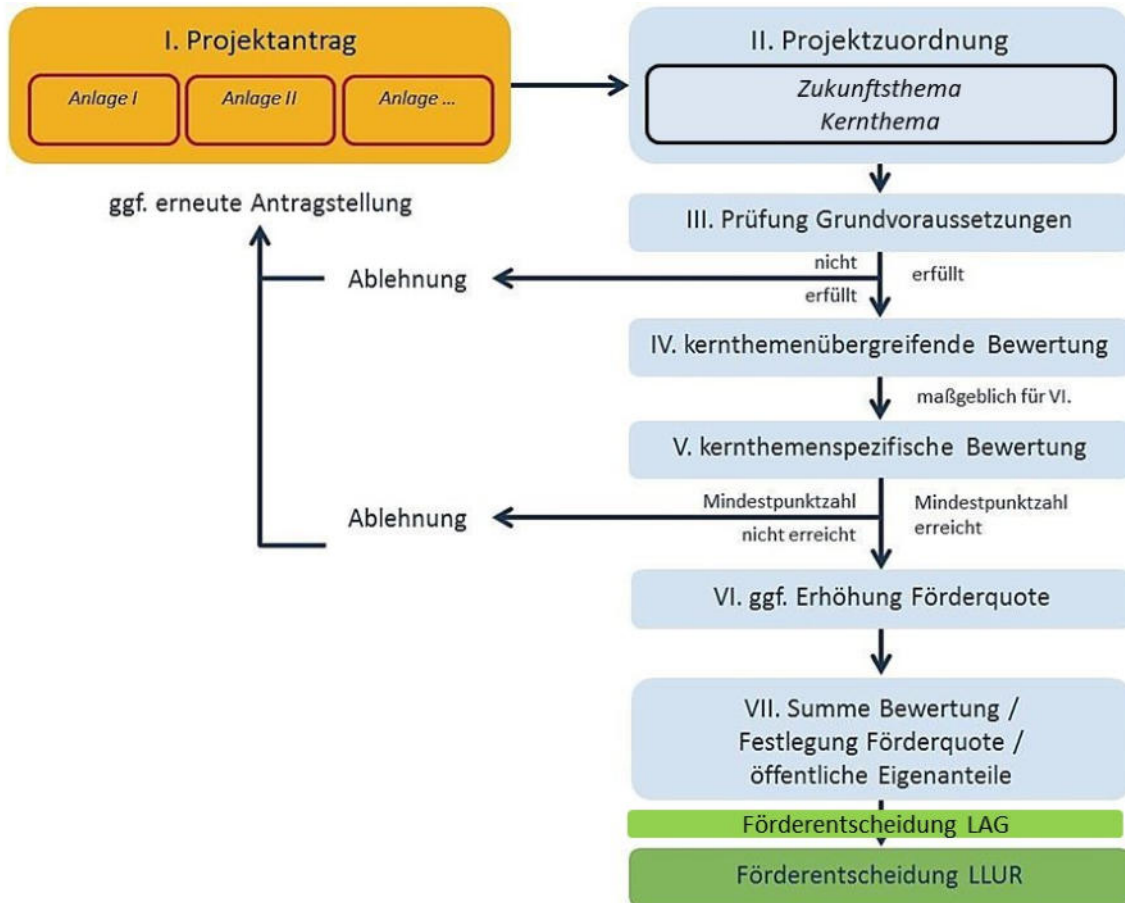 I. Projektantrag
Anlage I
Anlage II
Anlage ...
II. Projektzuordnung
Zukunftsthema
Kernthema
ggf. erneute Antragstellung
III. Prüfung Grundvoraussetzungen
nicht
erfüllt
erfüllt
Ablehnung
IV. kernthemenübergreifende Bewertung
maßgeblich für VI.
V. kernthemenspezifische Bewertung
Mindestpunktzahl
nicht erreicht
Mindestpunktzahl
erreicht
Ablehnung
VI. ggf. Erhöhung Förderquote
VII. Summe Bewertung /
Festlegung Förderquote /
öffentliche Eigenanteile
Förderentscheidung LAG
Förderentscheidung LLUR